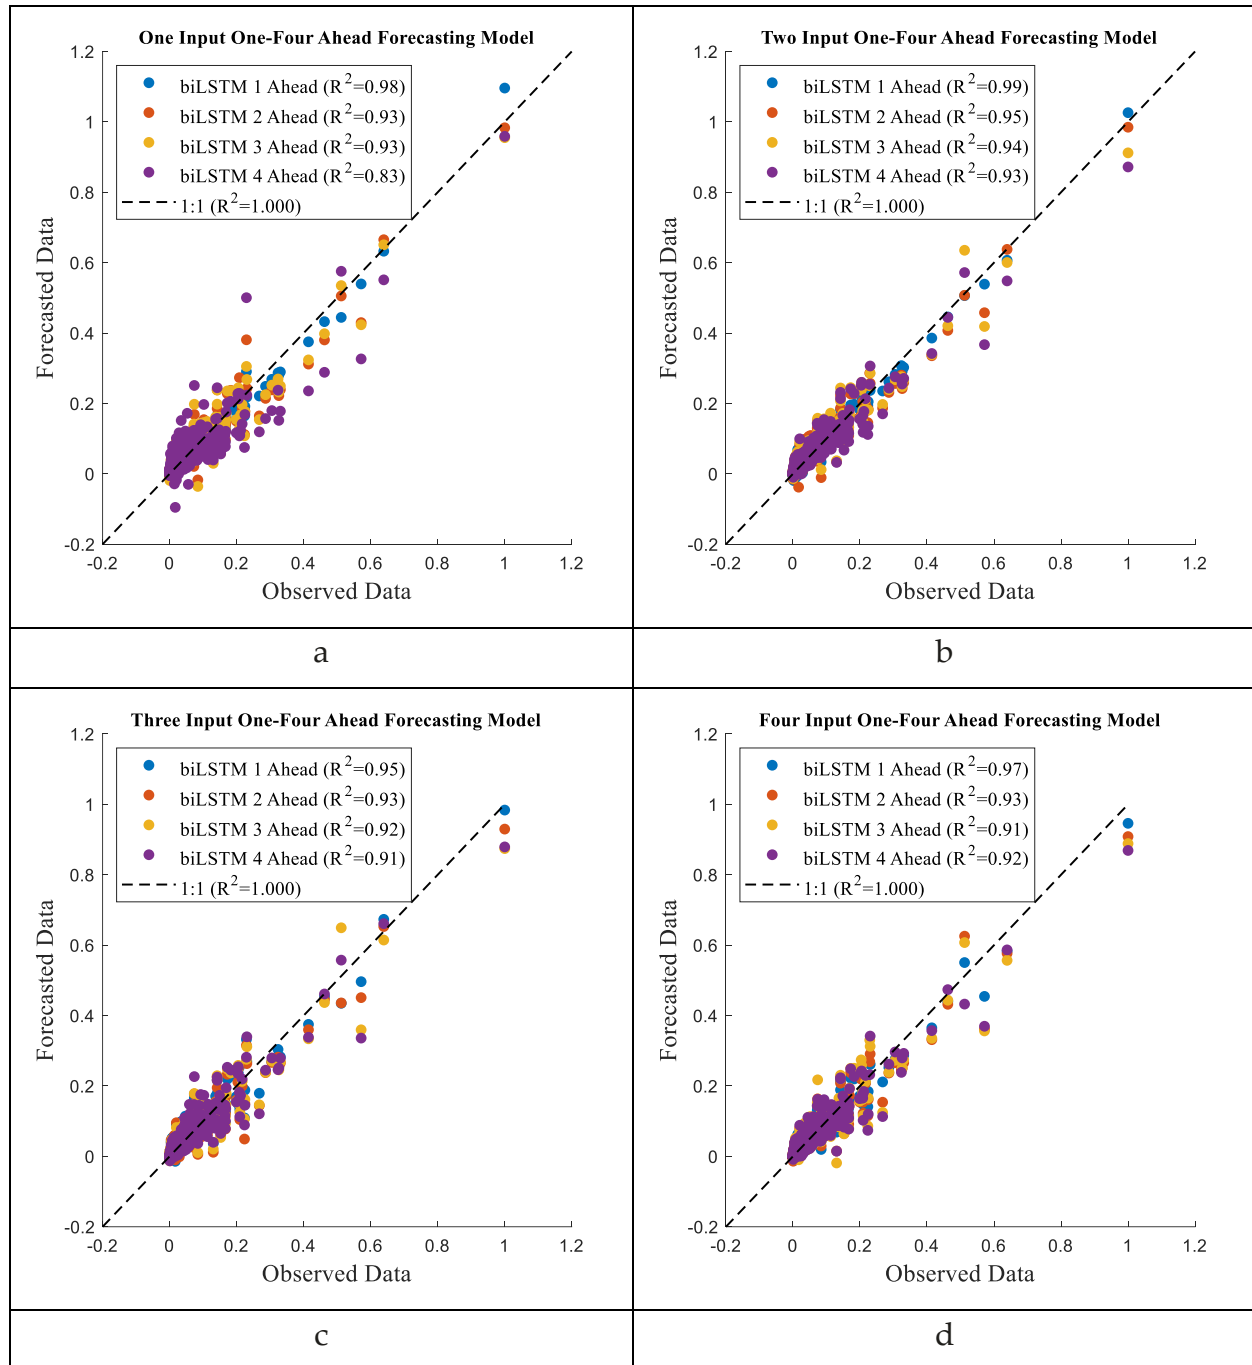 One Input One-Four Ahead Forecasting Model
1.2
1
0.8
0.6
0.4
0.2
0
-0.2
Forecasted Data
biLSTM 1 Ahead (R²=0.98)
biLSTM 2 Ahead (R²=0.93)
biLSTM 3 Ahead (R²=0.93)
biLSTM 4 Ahead (R²=0.83)
1:1 (R²=1.000)
-0.2 0 0.2 0.4 0.6 0.8 1 1.2
Observed Data
a
Two Input One-Four Ahead Forecasting Model
1.2
1
0.8
0.6
0.4
0.2
0
-0.2
Forecasted Data
biLSTM 1 Ahead (R²=0.99)
biLSTM 2 Ahead (R²=0.95)
biLSTM 3 Ahead (R²=0.94)
biLSTM 4 Ahead (R²=0.93)
1:1 (R²=1.000)
-0.2 0 0.2 0.4 0.6 0.8 1 1.2
Observed Data
b
Three Input One-Four Ahead Forecasting Model
1.2
1
0.8
0.6
0.4
0.2
0
-0.2
Forecasted Data
biLSTM 1 Ahead (R²=0.95)
biLSTM 2 Ahead (R²=0.93)
biLSTM 3 Ahead (R²=0.92)
biLSTM 4 Ahead (R²=0.91)
1:1 (R²=1.000)
-0.2 0 0.2 0.4 0.6 0.8 1 1.2
Observed Data
c
Four Input One-Four Ahead Forecasting Model
1.2
1
0.8
0.6
0.4
0.2
0
-0.2
Forecasted Data
biLSTM 1 Ahead (R²=0.97)
biLSTM 2 Ahead (R²=0.93)
biLSTM 3 Ahead (R²=0.91)
biLSTM 4 Ahead (R²=0.92)
1:1 (R²=1.000)
-0.2 0 0.2 0.4 0.6 0.8 1 1.2
Observed Data
d